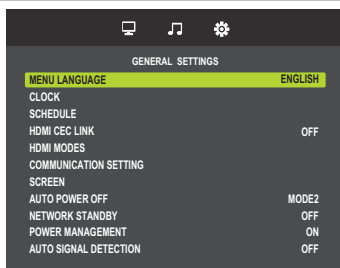 GENERAL SETTINGS
MENU LANGUAGE ENGLISH
CLOCK
SCHEDULE
HDMI CEC LINK OFF
HDMI MODES
COMMUNICATION SETTING
SCREEN
AUTO POWER OFF MODE2
NETWORK STANDBY OFF
POWER MANAGEMENT ON
AUTO SIGNAL DETECTION OFF